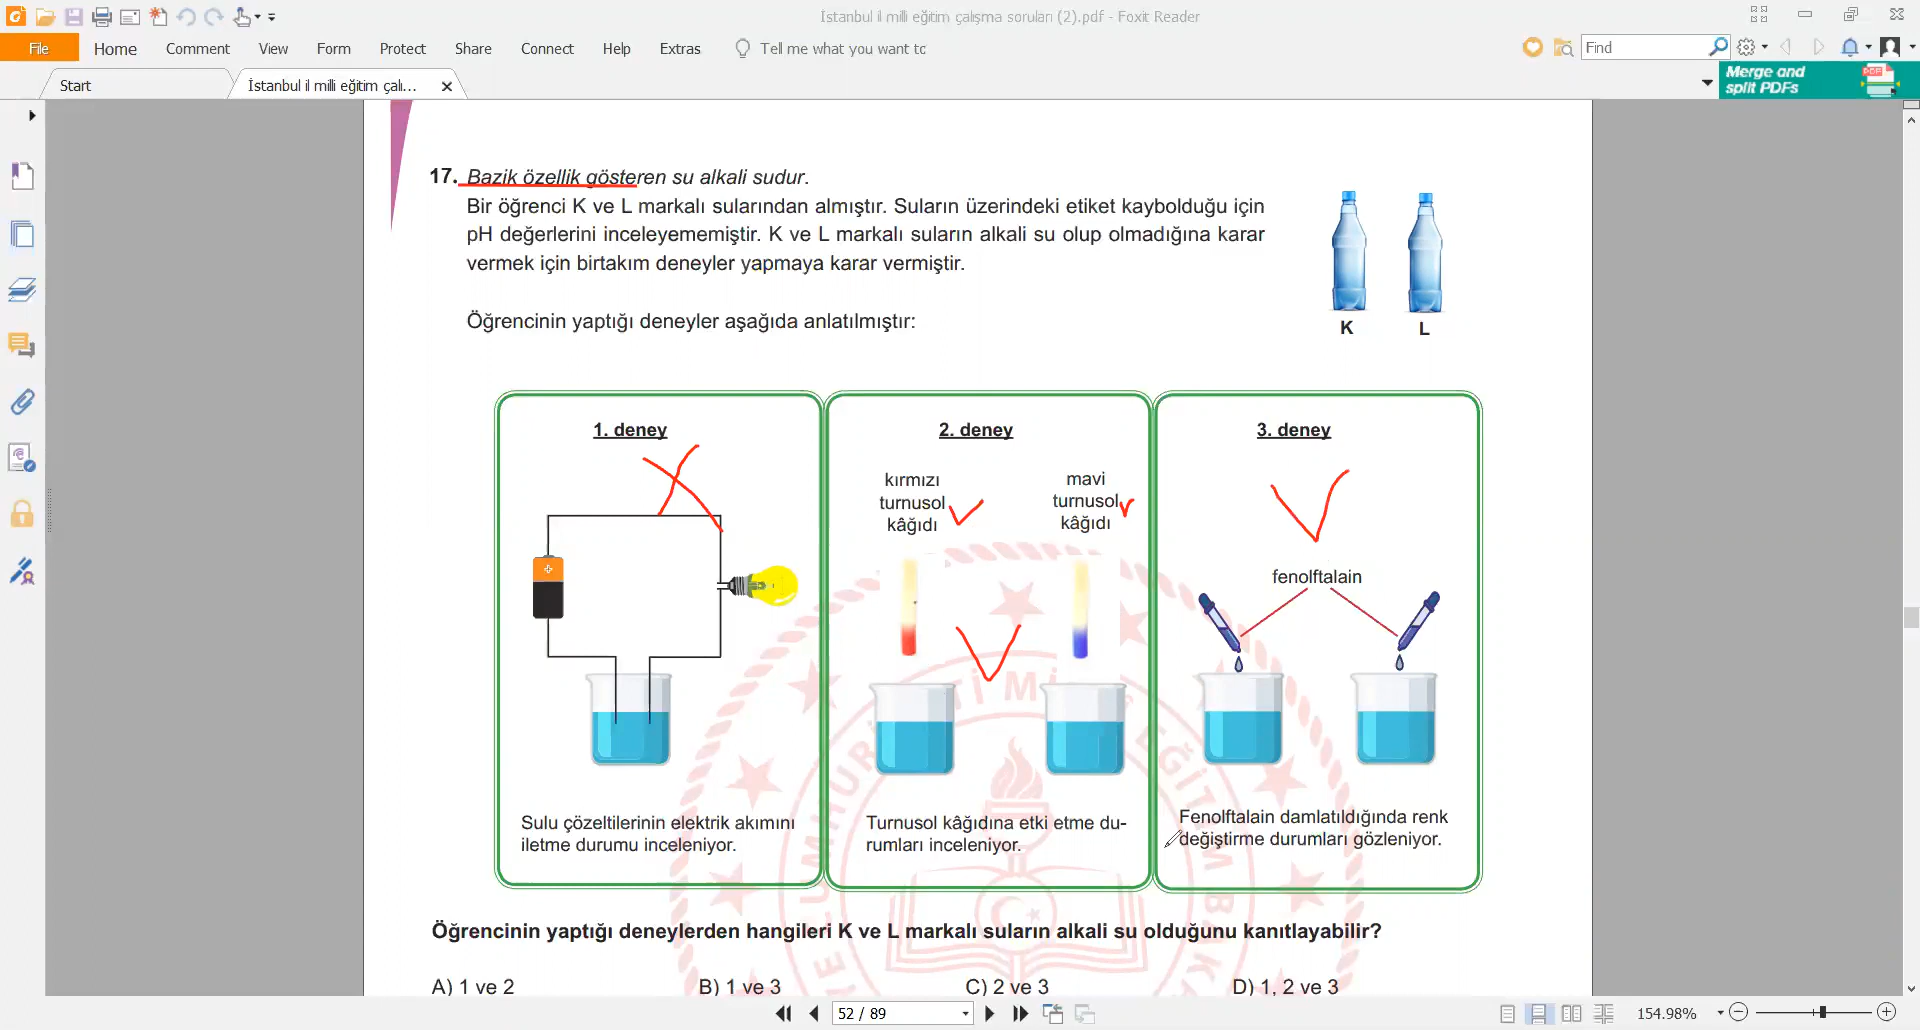 İstanbul il milli eğitim çalışma soruları (2).pdf - Foxit Reader
File Home Comment View Form Protect Share Connect Help Extras Tell me what you want to Find
Start İstanbul il milli eğitim çalı... Merge and
split PDFs
17. Bazik özellik gösteren su alkali sudur.
Bir öğrenci K ve L markalı sularından almıştır. Suların üzerindeki etiket kaybolduğu için
pH değerlerini inceleyememiştir. K ve L markalı suların alkali su olup olmadığına karar
vermek için birtakım deneyler yapmaya karar vermiştir.
Öğrencinin yaptığı deneyler aşağıda anlatılmıştır:
K L
1. deney
Sulu çözeltilerinin elektrik akımını
iletme durumu inceleniyor.
2. deney
kırmızı
turnusol
kâğıdı
mavi
turnusol
kâğıdı
Turnusol kâğıdına etki etme du-
rumları inceleniyor.
3. deney
fenolftalain
Fenolftalain damlatıldığında renk
değiştirme durumları gözleniyor.
Öğrencinin yaptığı deneylerden hangileri K ve L markalı suların alkali su olduğunu kanıtlayabilir?
A) 1 ve 2 B) 1 ve 3 C) 2 ve 3 D) 1, 2 ve 3
52 / 89 154.98%